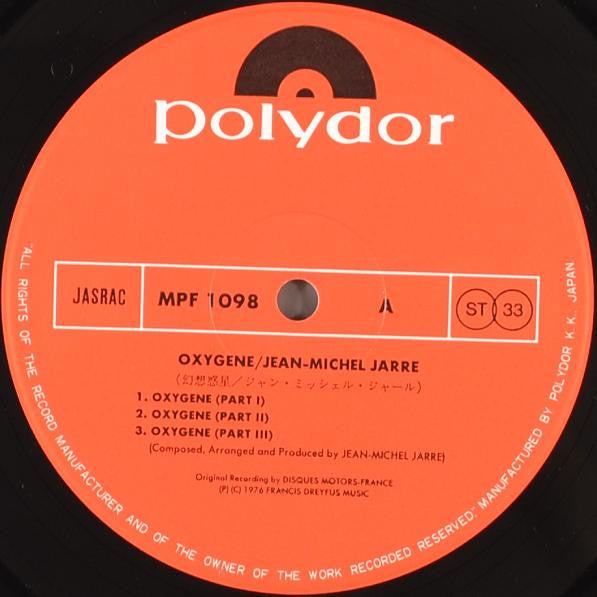 polydor
JASRAC
MPF 1098
A
ST 33
OXYGENE/JEAN-MICHEL JARRE
(幻想惑星/ジャン・ミッシェル・ジャール)
1. OXYGENE (PART I)
2. OXYGENE (PART II)
3. OXYGENE (PART III)
(Composed, Arranged and Produced by JEAN-MICHEL JARRE)
Original Recording by DISQUES MOTORS-FRANCE
(P) (C) 1976 FRANCIS DREYFUS MUSIC
"ALL RIGHTS OF THE RECORD MANUFACTURER AND OF THE OWNER OF THE WORK RECORDED RESERVED." MANUFACTURED BY POLYDOR K.K., JAPAN.